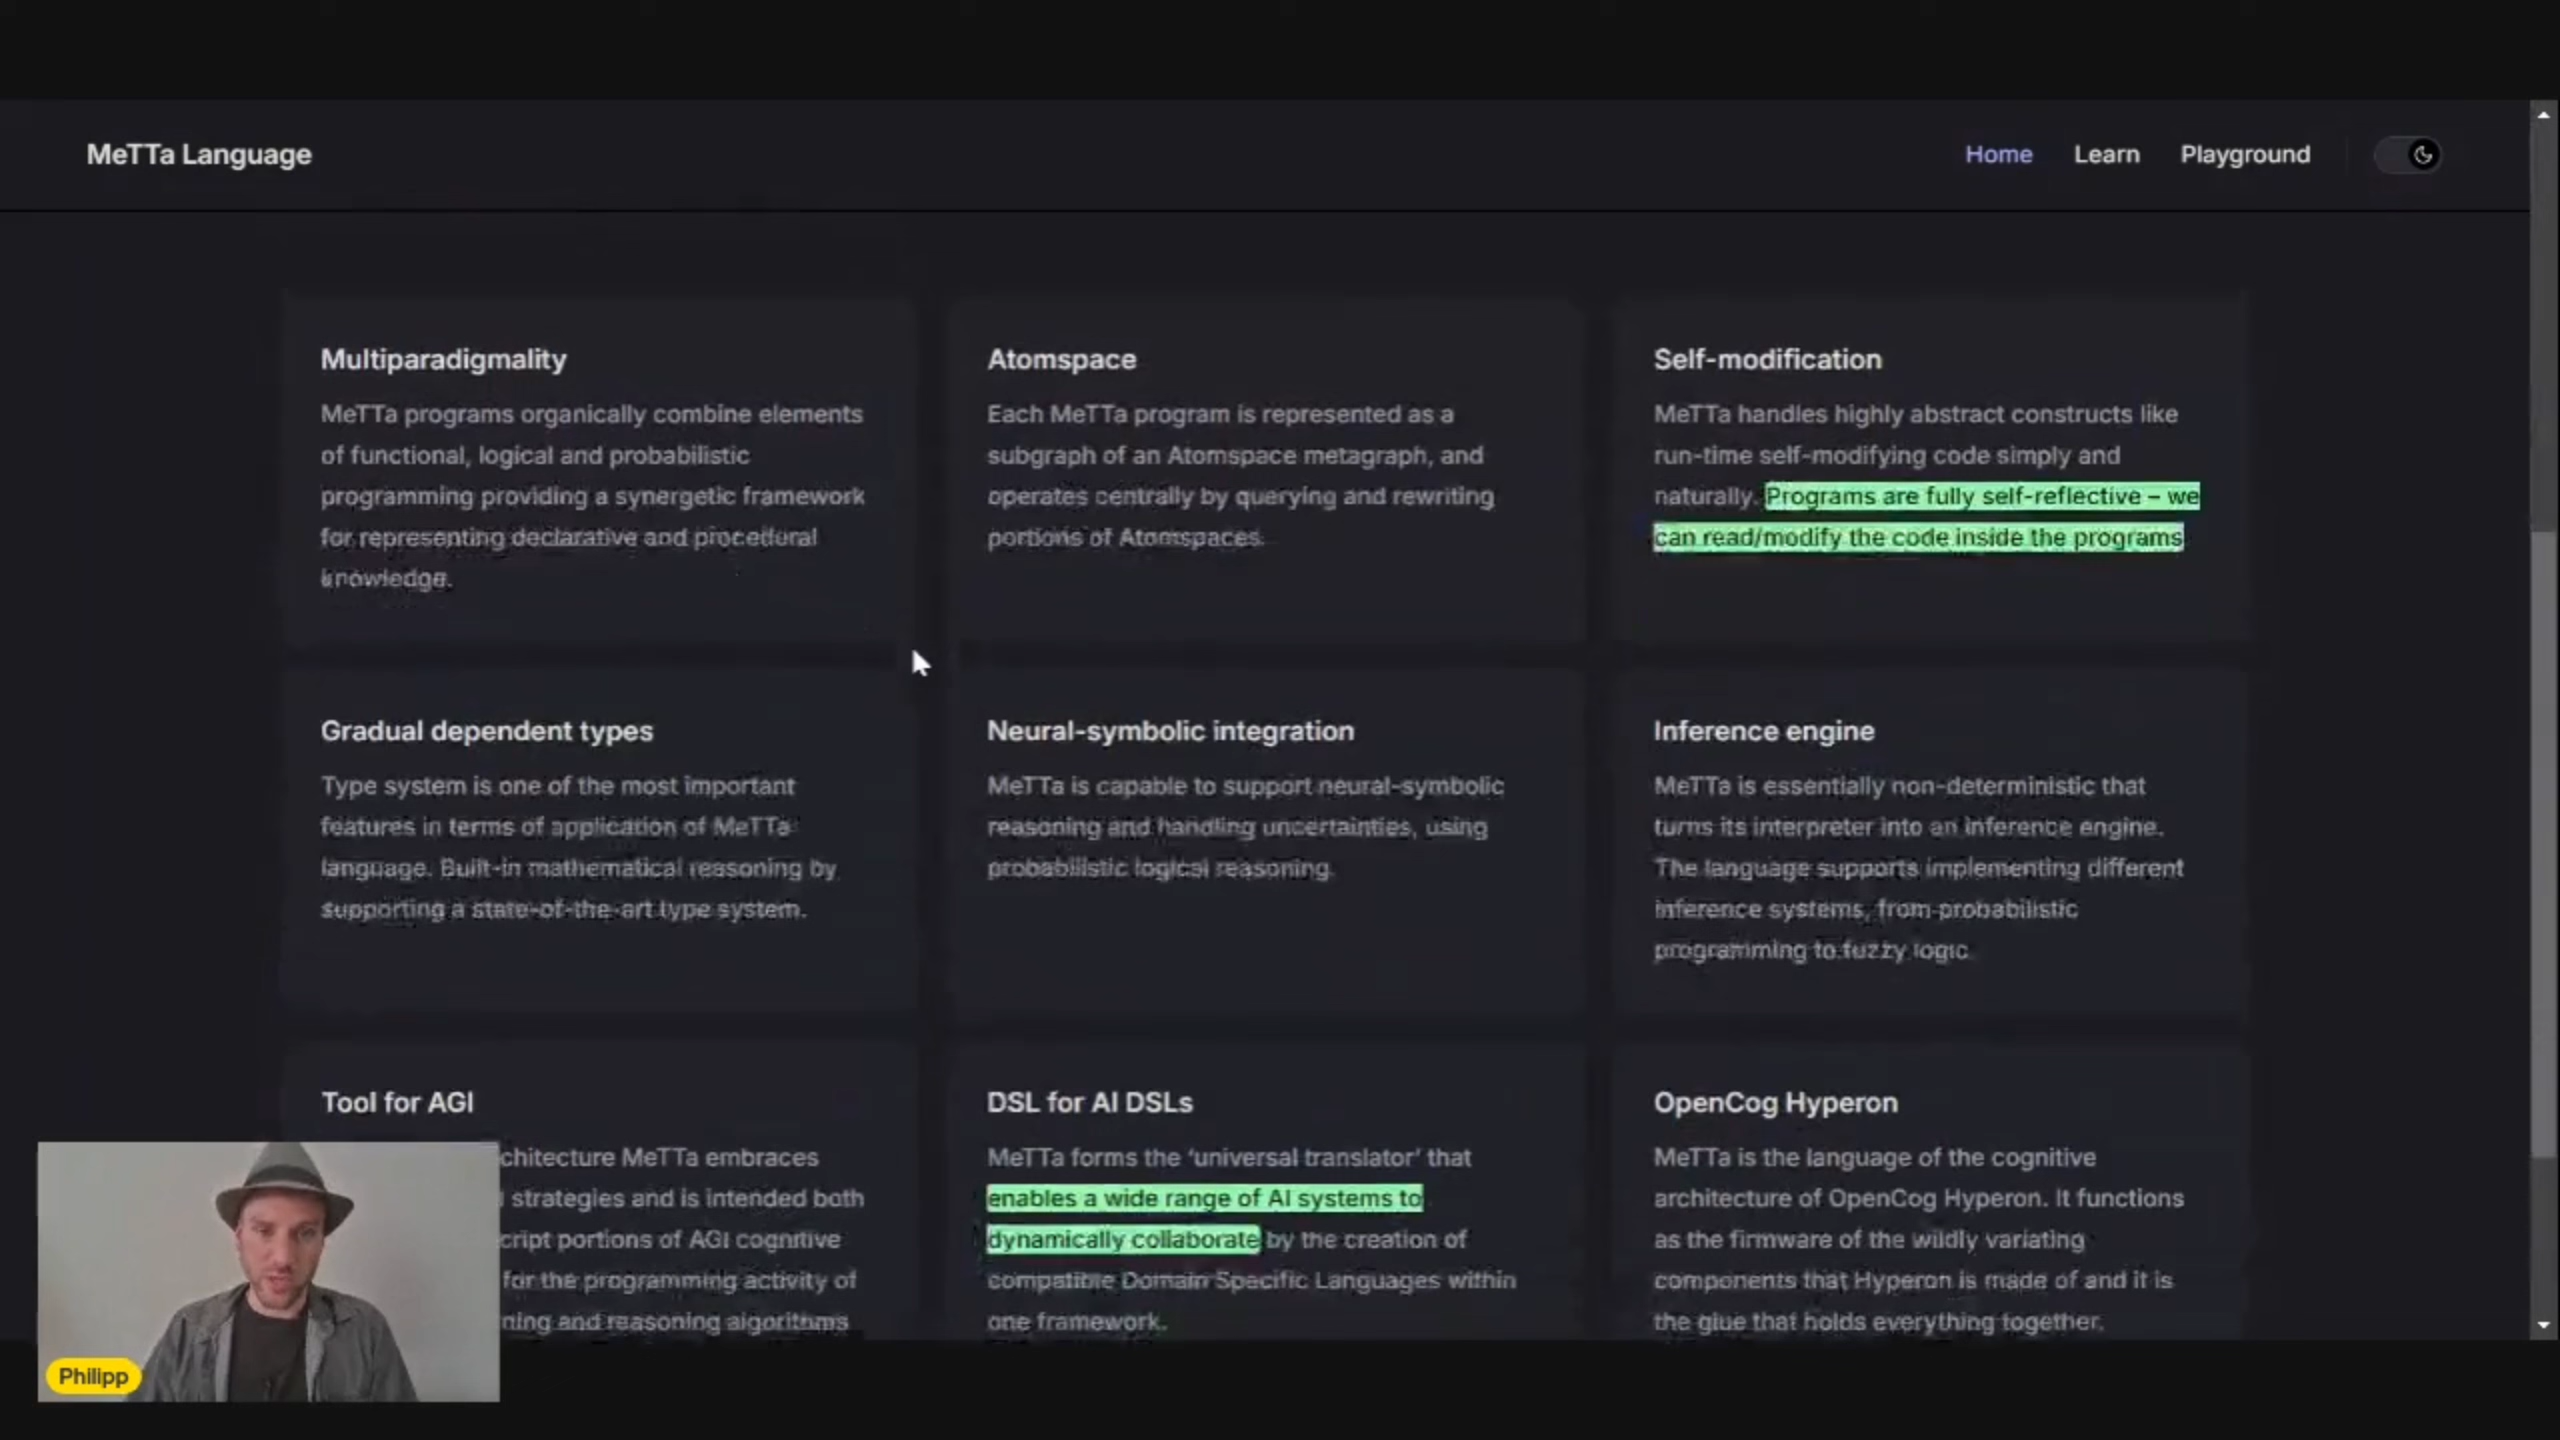 MeTTa Language
Home
Learn
Playground
Multiparadigmality
MeTTa programs organically combine elements
of functional, logical and probabilistic
programming providing a synergetic framework
for representing declarative and procedural
knowledge.
Atomspace
Each MeTTa program is represented as a
subgraph of an Atomspace metagraph, and
operates centrally by querying and rewriting
portions of Atomspaces.
Self-modification
MeTTa handles highly abstract constructs like
run-time self-modifying code simply and
naturally. Programs are fully self-reflective – we
can read/modify the code inside the programs
Gradual dependent types
Type system is one of the most important
features in terms of application of MeTTa
language. Built-in mathematical reasoning by
supporting a state-of-the-art type system.
Neural-symbolic integration
MeTTa is capable to support neural-symbolic
reasoning and handling uncertainties, using
probabilistic logical reasoning.
Inference engine
MeTTa is essentially non-deterministic that
turns its interpreter into an inference engine.
The language supports implementing different
inference systems, from probabilistic
programming to fuzzy logic.
Tool for AGI
chitecture MeTTa embraces
strategies and is intended both
cript portions of AGI cognitive
for the programming activity of
ning and reasoning algorithms
DSL for AI DSLs
MeTTa forms the ‘universal translator’ that
enables a wide range of AI systems to
dynamically collaborate by the creation of
compatible Domain Specific Languages within
one framework.
OpenCog Hyperon
MeTTa is the language of the cognitive
architecture of OpenCog Hyperon. It functions
as the firmware of the wildly variating
components that Hyperon is made of and it is
the glue that holds everything together.
Philipp